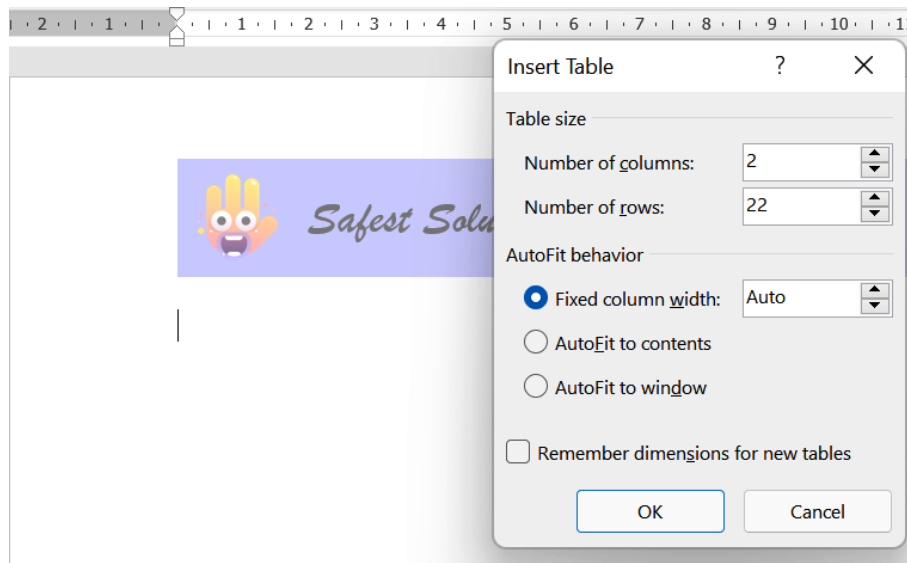 2 1 1 2 3 4 5 6 7 8 9 10
Insert Table ?
Table size
Number of columns: 2
Number of rows: 22
Safest
AutoFit behavior
Fixed column width: Auto
AutoFit to contents
AutoFit to window
Remember dimensions for new tables
OK Cancel